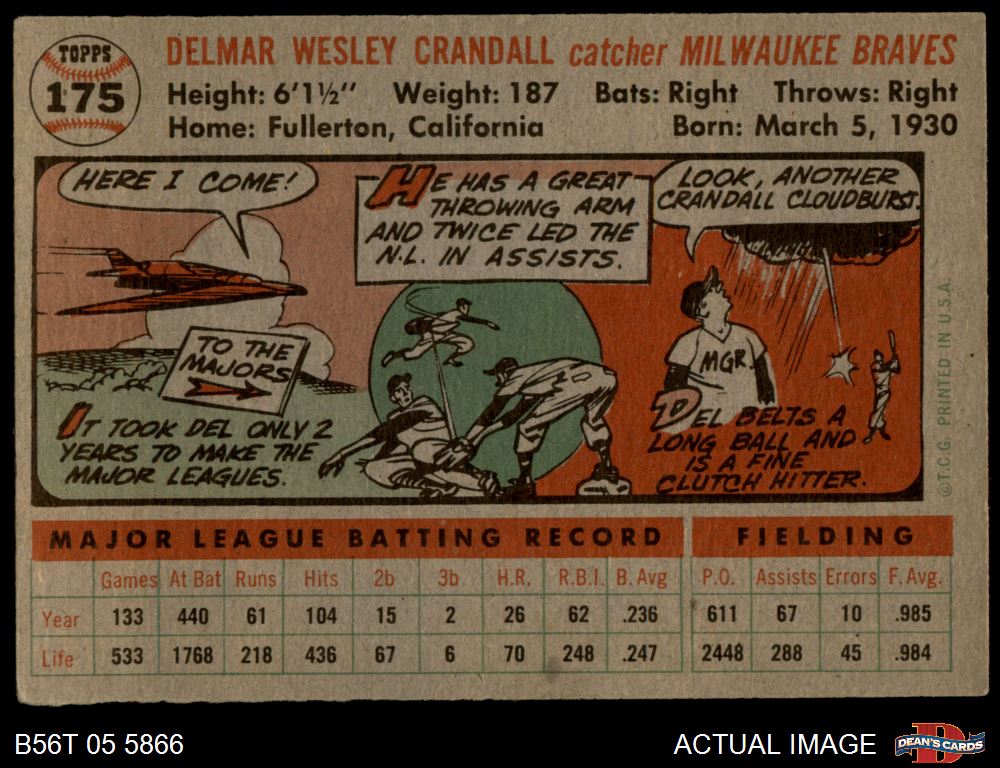 TOPPS
175
DELMAR WESLEY CRANDALL catcher MILWAUKEE BRAVES
Height: 6'1½" Weight: 187 Bats: Right Throws: Right
Home: Fullerton, California Born: March 5, 1930
HERE I COME!
TO THE
MAJORS
IT TOOK DEL ONLY 2
YEARS TO MAKE THE
MAJOR LEAGUES.
HE HAS A GREAT
THROWING ARM
AND TWICE LED THE
N.L. IN ASSISTS.
LOOK, ANOTHER
CRANDALL CLOUDBURST.
MGR.
DEL BELTS A
LONG BALL AND
IS A FINE
CLUTCH HITTER.
©T.C.G. PRINTED IN U.S.A.
MAJOR LEAGUE BATTING RECORD FIELDING
Games At Bat Runs Hits 2b 3b H.R. R.B.I. B. Avg P.O. Assists Errors F. Avg.
Year 133 440 61 104 15 2 26 62 .236 611 67 10 .985
Life 533 1768 218 436 67 6 70 248 .247 2448 288 45 .984
B56T 05 5866 ACTUAL IMAGE DEAN'S CARDS